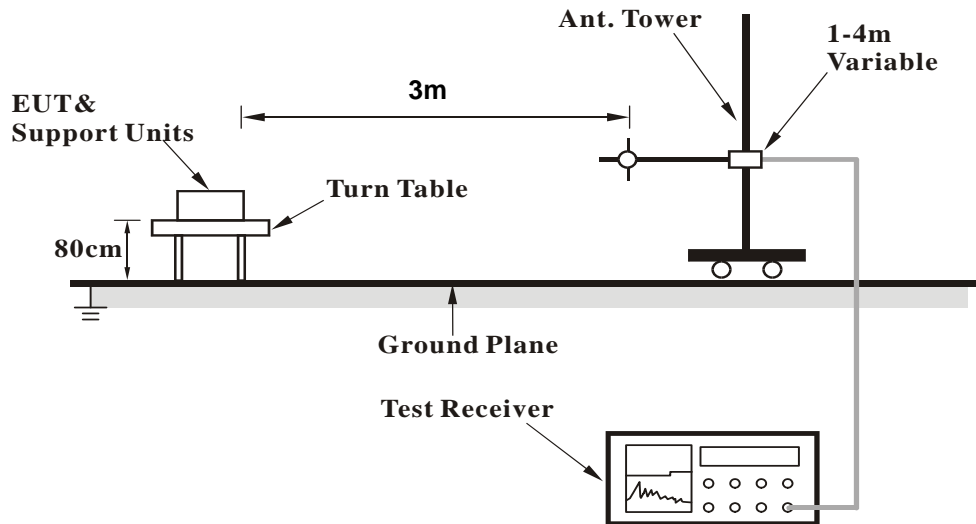 Ant. Tower
1-4m
Variable
3m
EUT&
Support Units
Turn Table
80cm
Ground Plane
Test Receiver